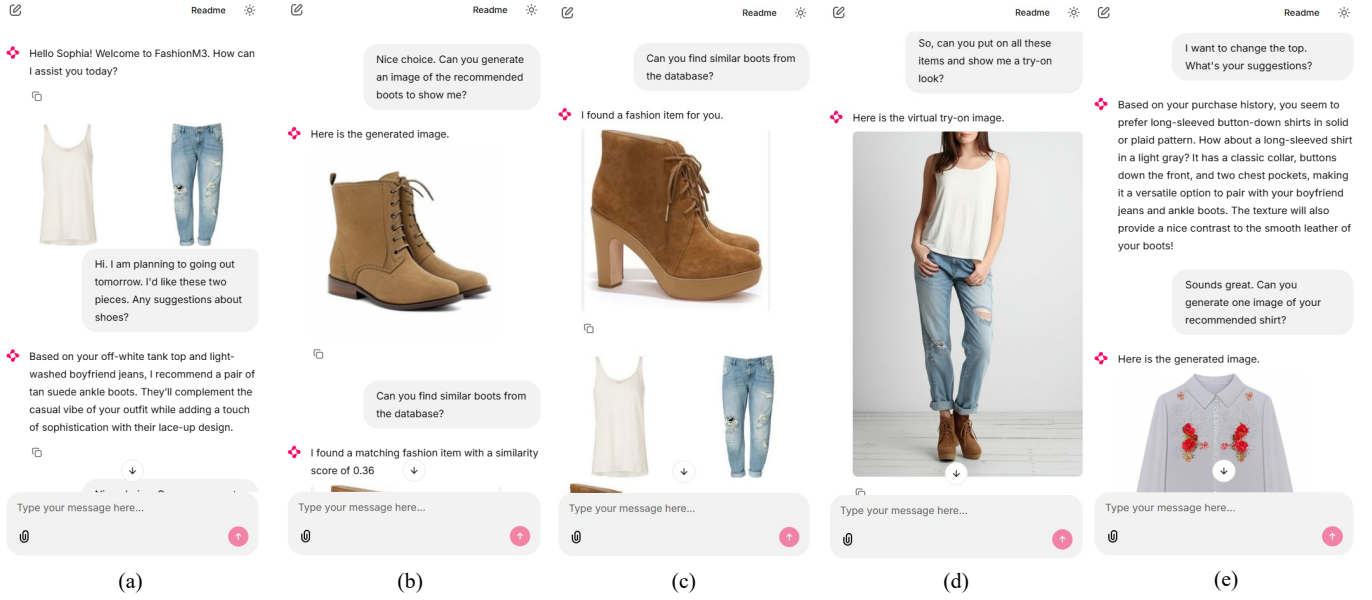 Readme
Hello Sophia! Welcome to FashionM3. How can
I assist you today?
Hi. I am planning to going out
tomorrow. I'd like these two
pieces. Any suggestions about
shoes?
Based on your off-white tank top and light-
washed boyfriend jeans, I recommend a pair of
tan suede ankle boots. They'll complement the
casual vibe of your outfit while adding a touch
of sophistication with their lace-up design.
Type your message here...
(a)
Readme
Nice choice. Can you generate
an image of the recommended
boots to show me?
Here is the generated image.
Can you find similar boots from
the database?
I found a matching fashion item with a similarity
score of 0.36
Type your message here...
(b)
Readme
Can you find similar boots from
the database?
I found a fashion item for you.
Type your message here...
(c)
Readme
So, can you put on all these
items and show me a try-on
look?
Here is the virtual try-on image.
Type your message here...
(d)
Readme
I want to change the top.
What's your suggestions?
Based on your purchase history, you seem to
prefer long-sleeved button-down shirts in solid
or plaid pattern. How about a long-sleeved shirt
in a light gray? It has a classic collar, buttons
down the front, and two chest pockets, making
it a versatile option to pair with your boyfriend
jeans and ankle boots. The texture will also
provide a nice contrast to the smooth leather of
your boots!
Sounds great. Can you
generate one image of your
recommended shirt?
Here is the generated image.
Type your message here...
(e)